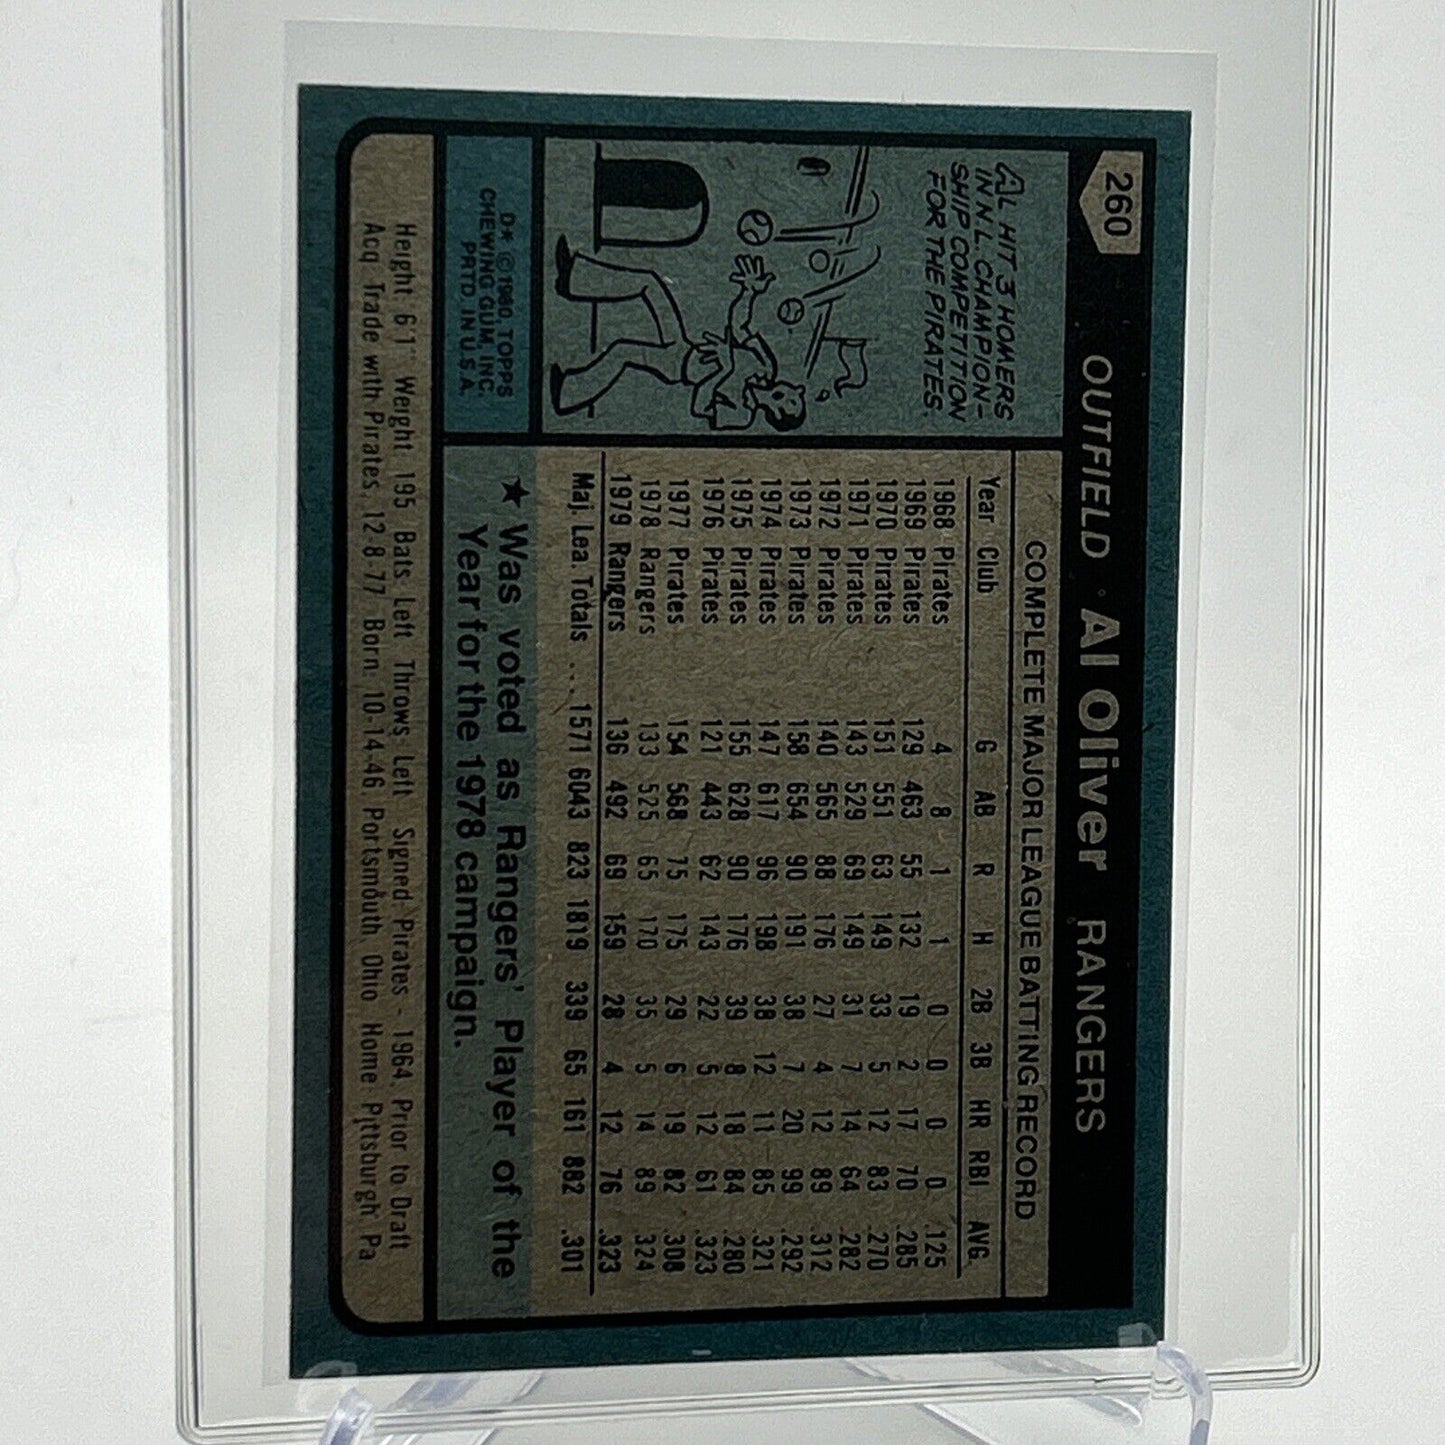 260 OUTFIELD · Al Oliver RANGERS
AL HIT 3 HOMERS
IN N.L. CHAMPION-
SHIP COMPETITION
FOR THE PIRATES.
D* © 1980, TOPPS
CHEWING GUM, INC.
PRTD. IN U.S.A.
COMPLETE MAJOR LEAGUE BATTING RECORD
Year Club G AB R H 2B 3B HR RBI AVG.
1968 Pirates 4 8 1 1 0 0 0 0 .125
1969 Pirates 129 463 55 132 19 2 17 70 .285
1970 Pirates 151 551 63 149 33 5 12 83 .270
1971 Pirates 143 529 69 149 31 7 14 64 .282
1972 Pirates 140 565 88 176 27 4 12 89 .312
1973 Pirates 158 654 90 191 38 7 20 99 .292
1974 Pirates 147 617 96 198 38 12 11 85 .321
1975 Pirates 155 628 90 176 39 8 18 84 .280
1976 Pirates 121 443 62 143 22 5 12 61 .323
1977 Pirates 154 568 75 175 29 6 19 82 .308
1978 Rangers 133 525 65 170 35 5 14 89 .324
1979 Rangers 136 492 69 159 28 4 12 76 .323
Maj. Lea. Totals ... 1571 6043 823 1819 339 65 161 882 .301
★ Was voted as Rangers' Player of the
Year for the 1978 campaign.
Height: 6'1" Weight: 195 Bats: Left Throws: Left Signed: Pirates - 1964, Prior to Draft
Acq: Trade with Pirates, 12-8-77 Born: 10-14-46 Portsmouth, Ohio Home: Pittsburgh, Pa